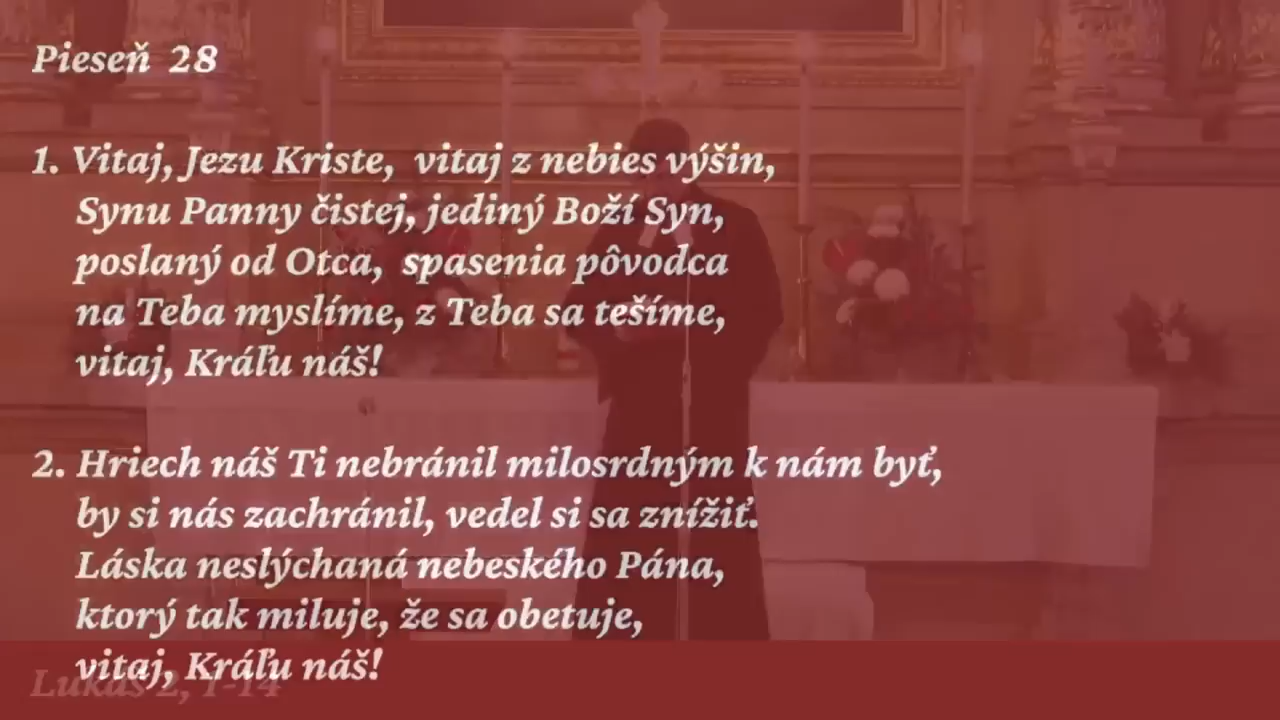 Pieseň 28
1. Vitaj, Jezu Kriste, vitaj z nebies výšin,
Synu Panny čistej, jediný Boží Syn,
poslaný od Otca, spasenia pôvodca
na Teba myslíme, z Teba sa tešíme,
vitaj, Kráľu náš!
2. Hriech náš Ti nebránil milosrdným k nám byť,
by si nás zachránil, vedel si sa znížiť.
Láska neslýchaná nebeského Pána,
ktorý tak miluje, že sa obetuje,
vitaj, Kráľu náš!
Lukáš 2, 1-14